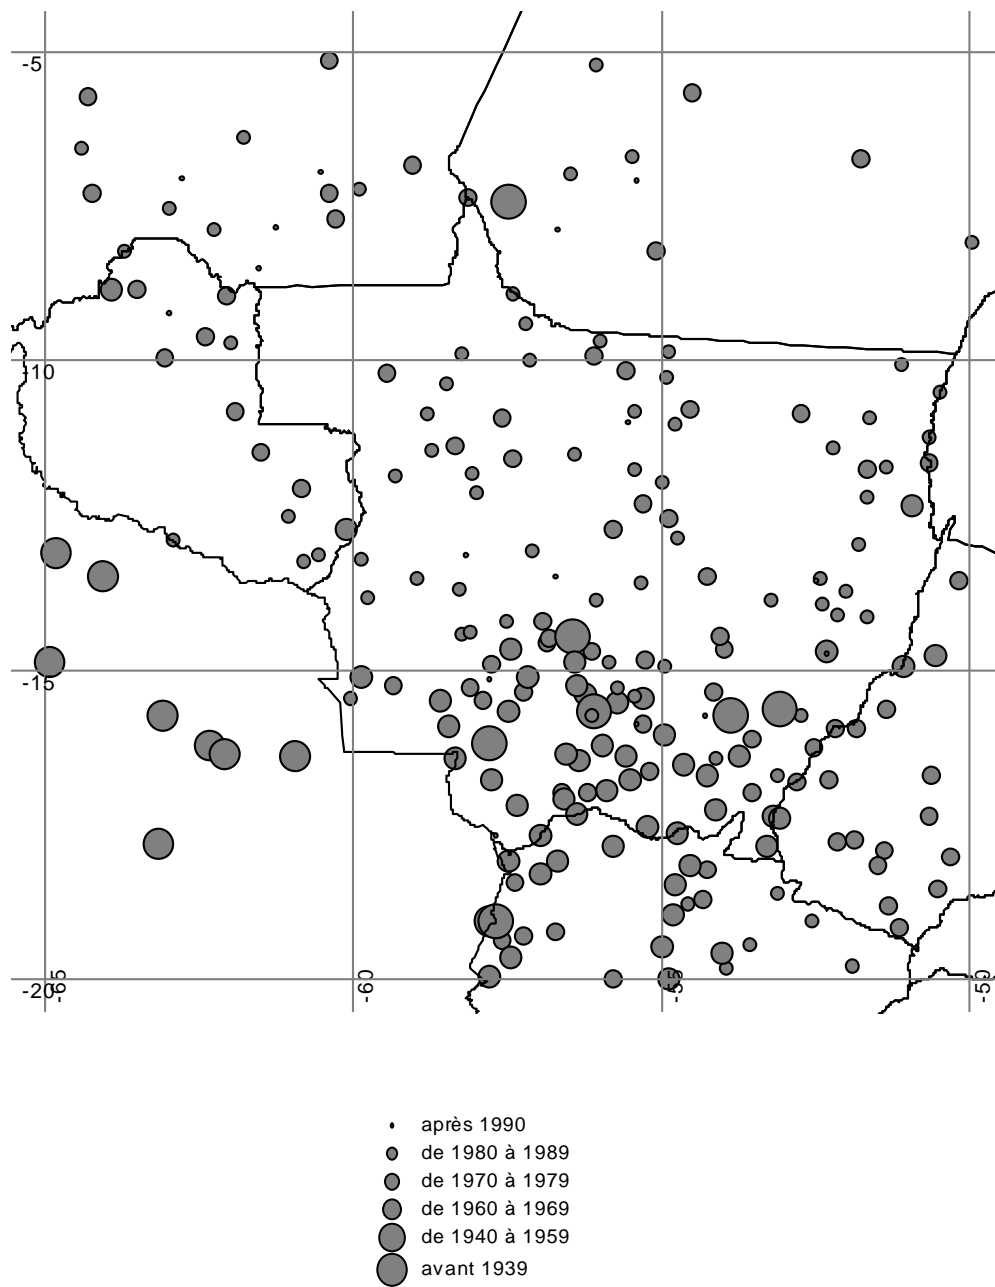 -5
-10
-15
-20
-65
-60
-55
-50
après 1990
de 1980 à 1989
de 1970 à 1979
de 1960 à 1969
de 1940 à 1959
avant 1939